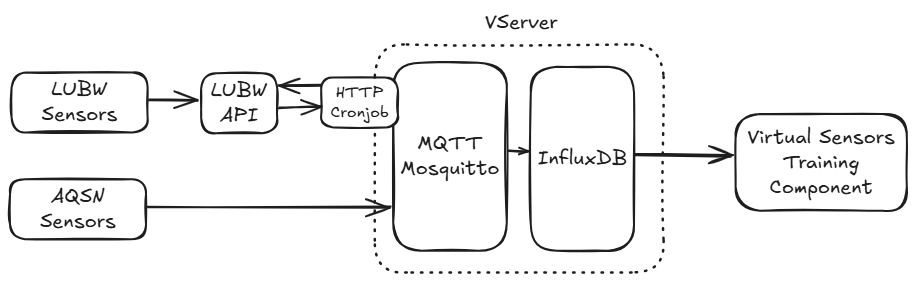 VServer
LUBW
Sensors
LUBW
API
HTTP
Cronjob
MQTT
Mosquitto
InfluxDB
Virtual Sensors
Training
Component
AQSN
Sensors